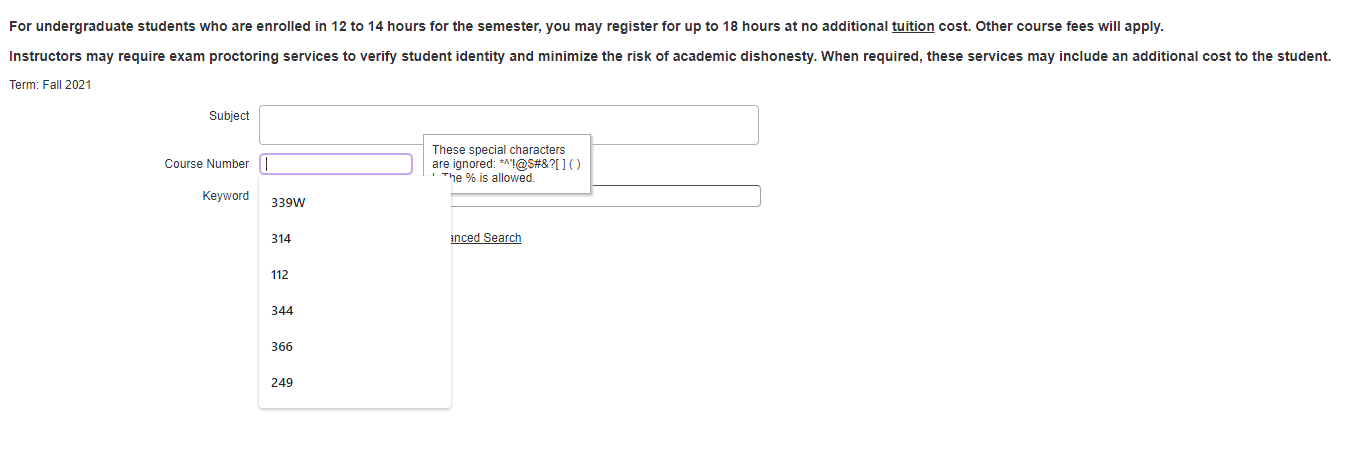 For undergraduate students who are enrolled in 12 to 14 hours for the semester, you may register for up to 18 hours at no additional tuition cost. Other course fees will apply.
Instructors may require exam proctoring services to verify student identity and minimize the risk of academic dishonesty. When required, these services may include an additional cost to the student.
Term: Fall 2021
Subject
These special characters
Course Number
are ignored: *^'!@$#&?[ ] ( )
The % is allowed.
Keyword
339W
314
anced Search
112
344
366
249